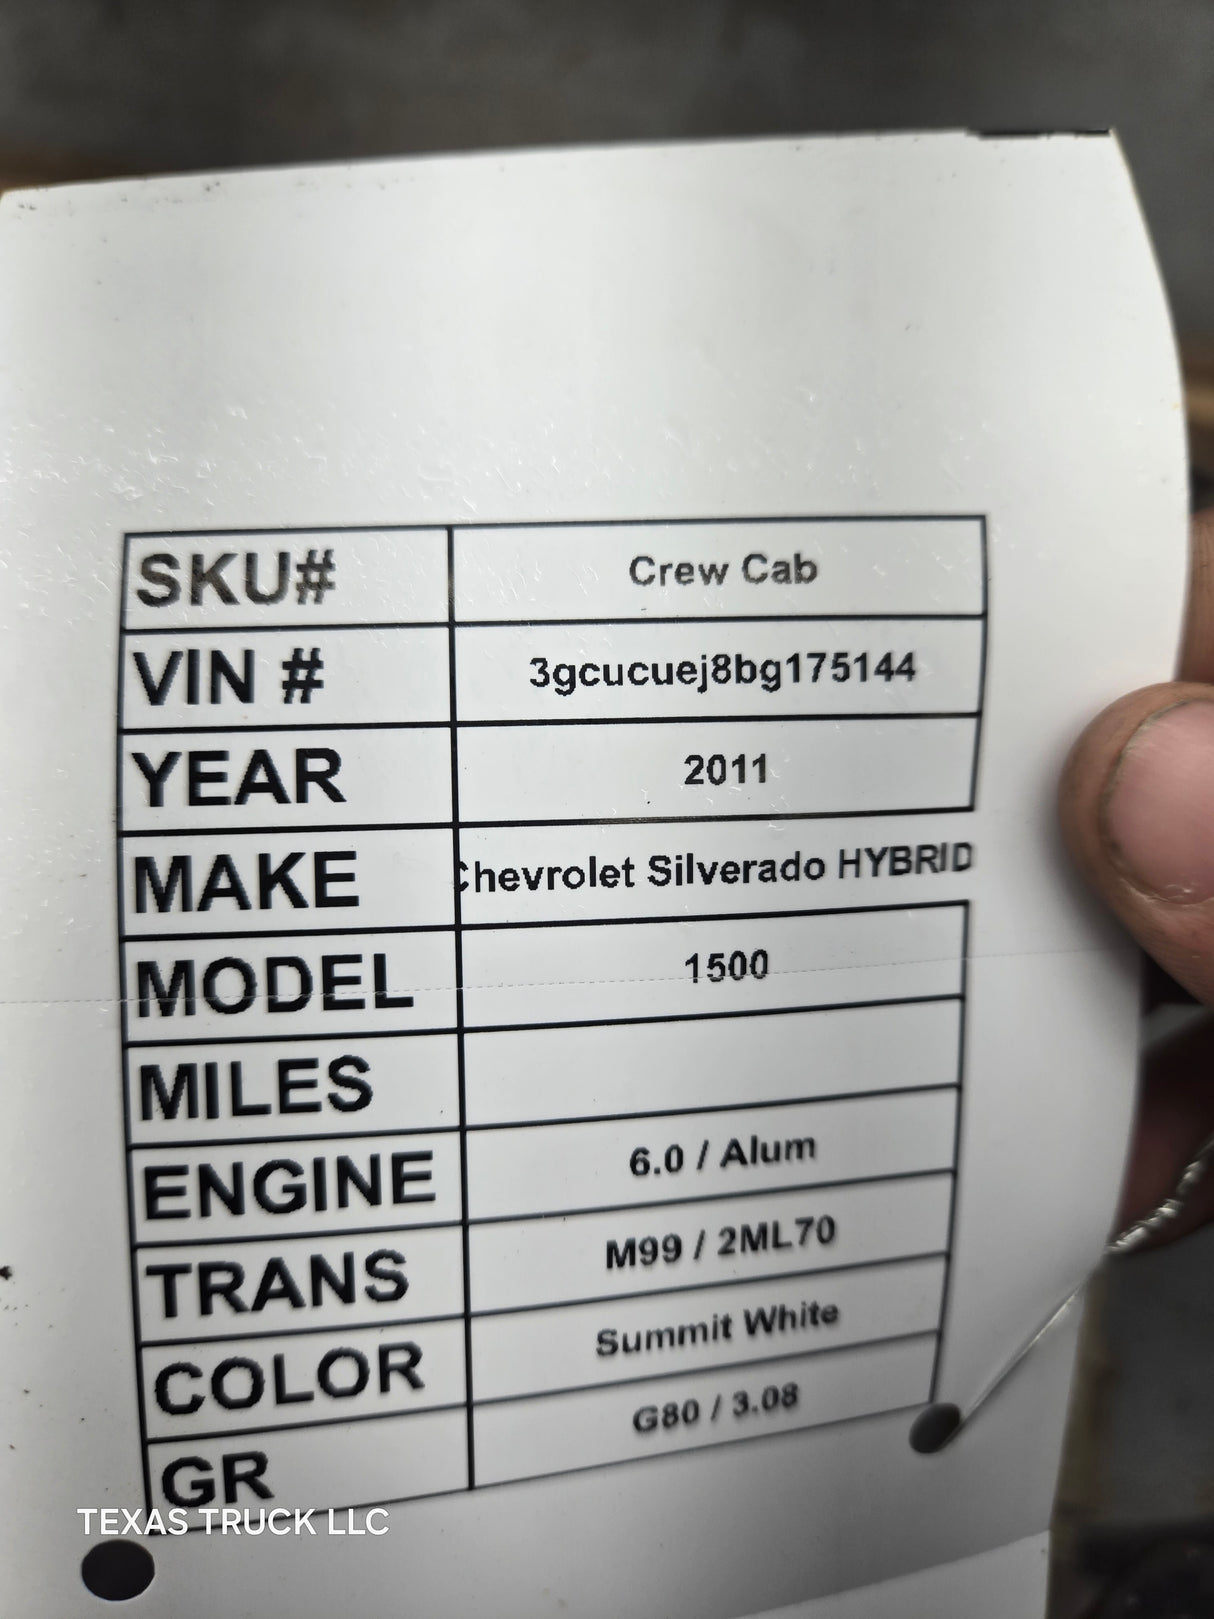 SKU# Crew Cab
VIN # 3gcucuej8bg175144
YEAR 2011
MAKE Chevrolet Silverado HYBRID
MODEL 1500
MILES
ENGINE 6.0 / Alum
TRANS M99 / 2ML70
COLOR Summit White
GR G80 / 3.08
TEXAS TRUCK LLC